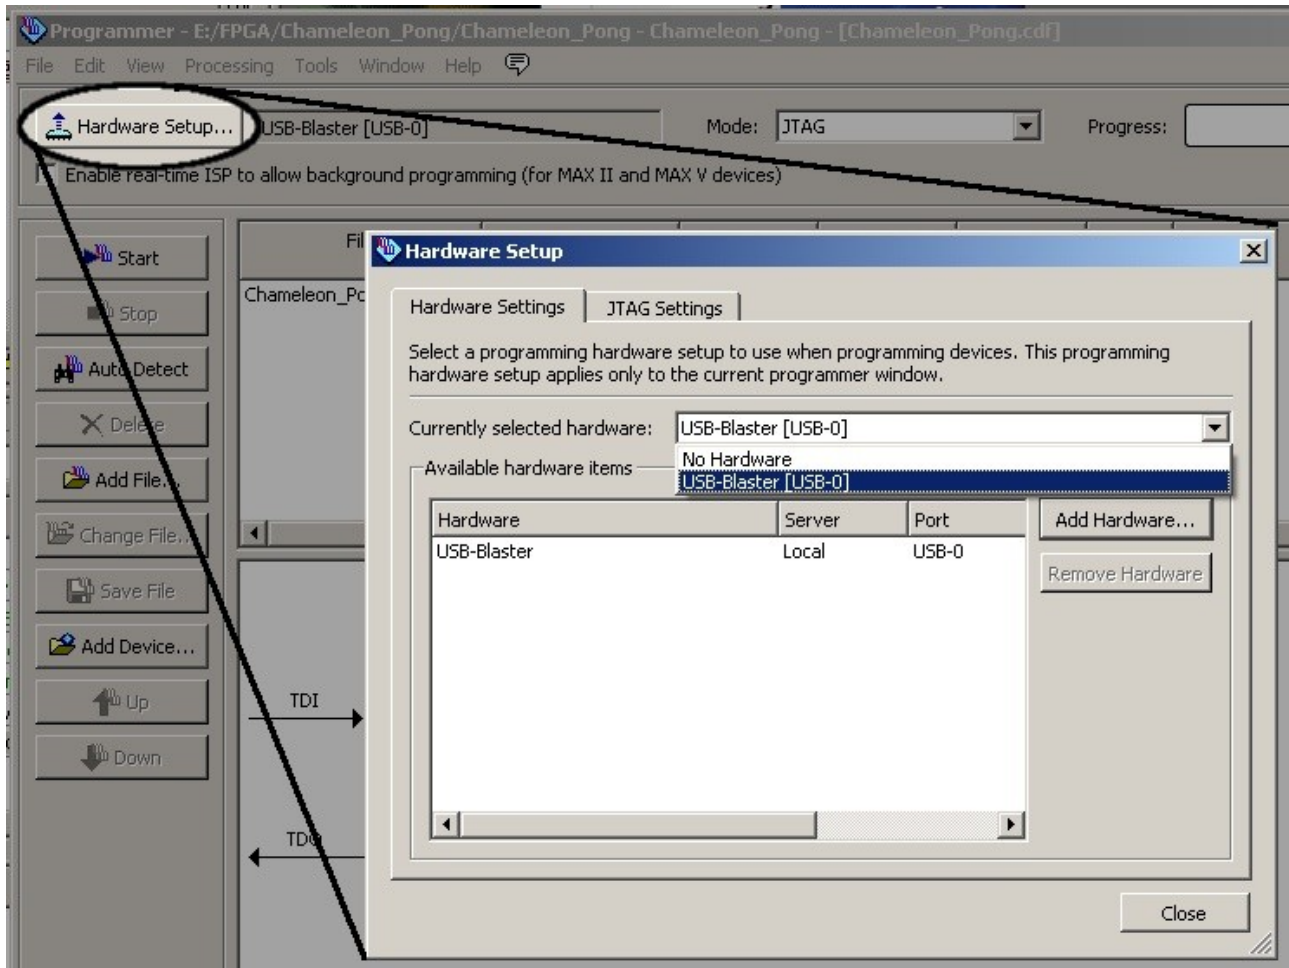 Programmer - E:/FPGA/Chameleon_Pong/Chameleon_Pong - Chameleon_Pong - [Chameleon_Pong.cdf]
File Edit View Processing Tools Window Help
Hardware Setup... USB-Blaster [USB-0] Mode: JTAG Progress:
Enable real-time ISP to allow background programming (for MAX II and MAX V devices)
Start
Stop
Auto Detect
Delete
Add File...
Change File...
Save File
Add Device...
Up
Down
Fil
Chameleon_Po
TDI
TDO
Hardware Setup
Hardware Settings JTAG Settings
Select a programming hardware setup to use when programming devices. This programming
hardware setup applies only to the current programmer window.
Currently selected hardware: USB-Blaster [USB-0]
No Hardware
USB-Blaster [USB-0]
Available hardware items
Hardware Server Port
USB-Blaster Local USB-0
Add Hardware...
Remove Hardware
Close